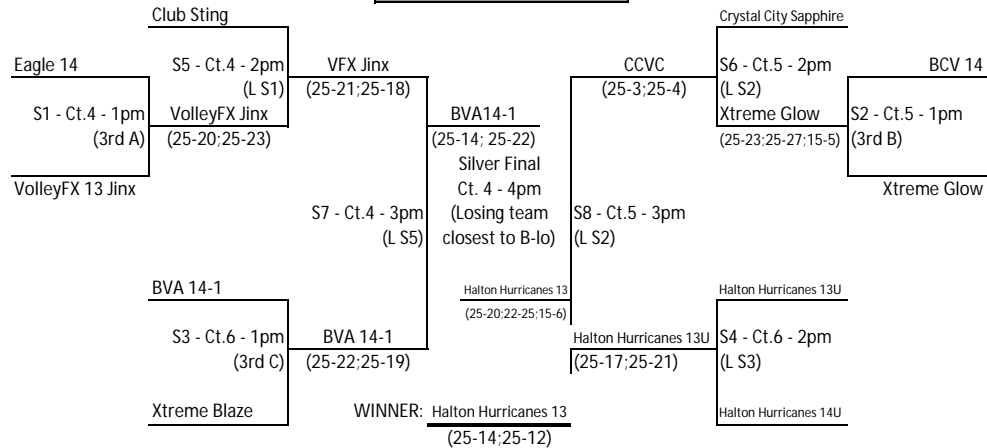 Club Sting
Crystal City Sapphire
Eagle 14
S5 - Ct.4 - 2pm
VFX Jinx
CCVC
S6 - Ct.5 - 2pm
BCV 14
(L S1)
(25-21;25-18)
(25-3;25-4)
(L S2)
S1 - Ct.4 - 1pm
VolleyFX Jinx
BVA14-1
Xtreme Glow
S2 - Ct.5 - 1pm
(3rd A)
(25-20;25-23)
(25-14; 25-22)
(25-23;25-27;15-5)
(3rd B)
Silver Final
VolleyFX 13 Jinx
Ct. 4 - 4pm
Xtreme Glow
S7 - Ct.4 - 3pm
(Losing team
S8 - Ct.5 - 3pm
(L S5)
closest to B-lo)
(L S2)
BVA 14-1
Halton Hurricanes 13
Halton Hurricanes 13U
(25-20;22-25;15-6)
S3 - Ct.6 - 1pm
BVA 14-1
Halton Hurricanes 13U
S4 - Ct.6 - 2pm
(3rd C)
(25-22;25-19)
(25-17;25-21)
(L S3)
Xtreme Blaze
WINNER: Halton Hurricanes 13
Halton Hurricanes 14U
(25-14;25-12)